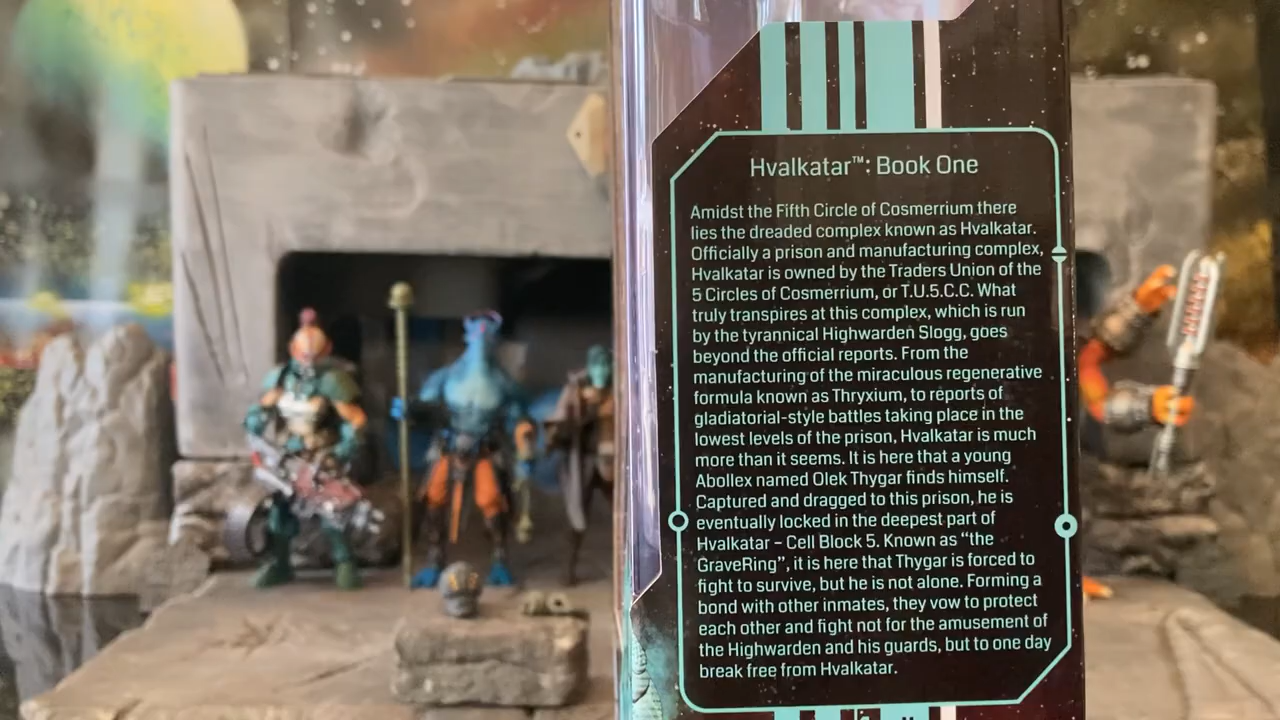 Hvalkatar™: Book One
Amidst the Fifth Circle of Cosmerrium there
lies the dreaded complex known as Hvalkatar.
Officially a prison and manufacturing complex,
Hvalkatar is owned by the Traders Union of the
5 Circles of Cosmerrium, or T.U.5.C.C. What
truly transpires at this complex, which is run
by the tyrannical Highwarden Slogg, goes
beyond the official reports. From the
manufacturing of the miraculous regenerative
formula known as Thryxium, to reports of
gladiatorial-style battles taking place in the
lowest levels of the prison, Hvalkatar is much
more than it seems. It is here that a young
Abollex named Olek Thygar finds himself.
Captured and dragged to this prison, he is
eventually locked in the deepest part of
Hvalkatar – Cell Block 5. Known as “the
GraveRing”, it is here that Thygar is forced to
fight to survive, but he is not alone. Forming a
bond with other inmates, they vow to protect
each other and fight not for the amusement of
the Highwarden and his guards, but to one day
break free from Hvalkatar.